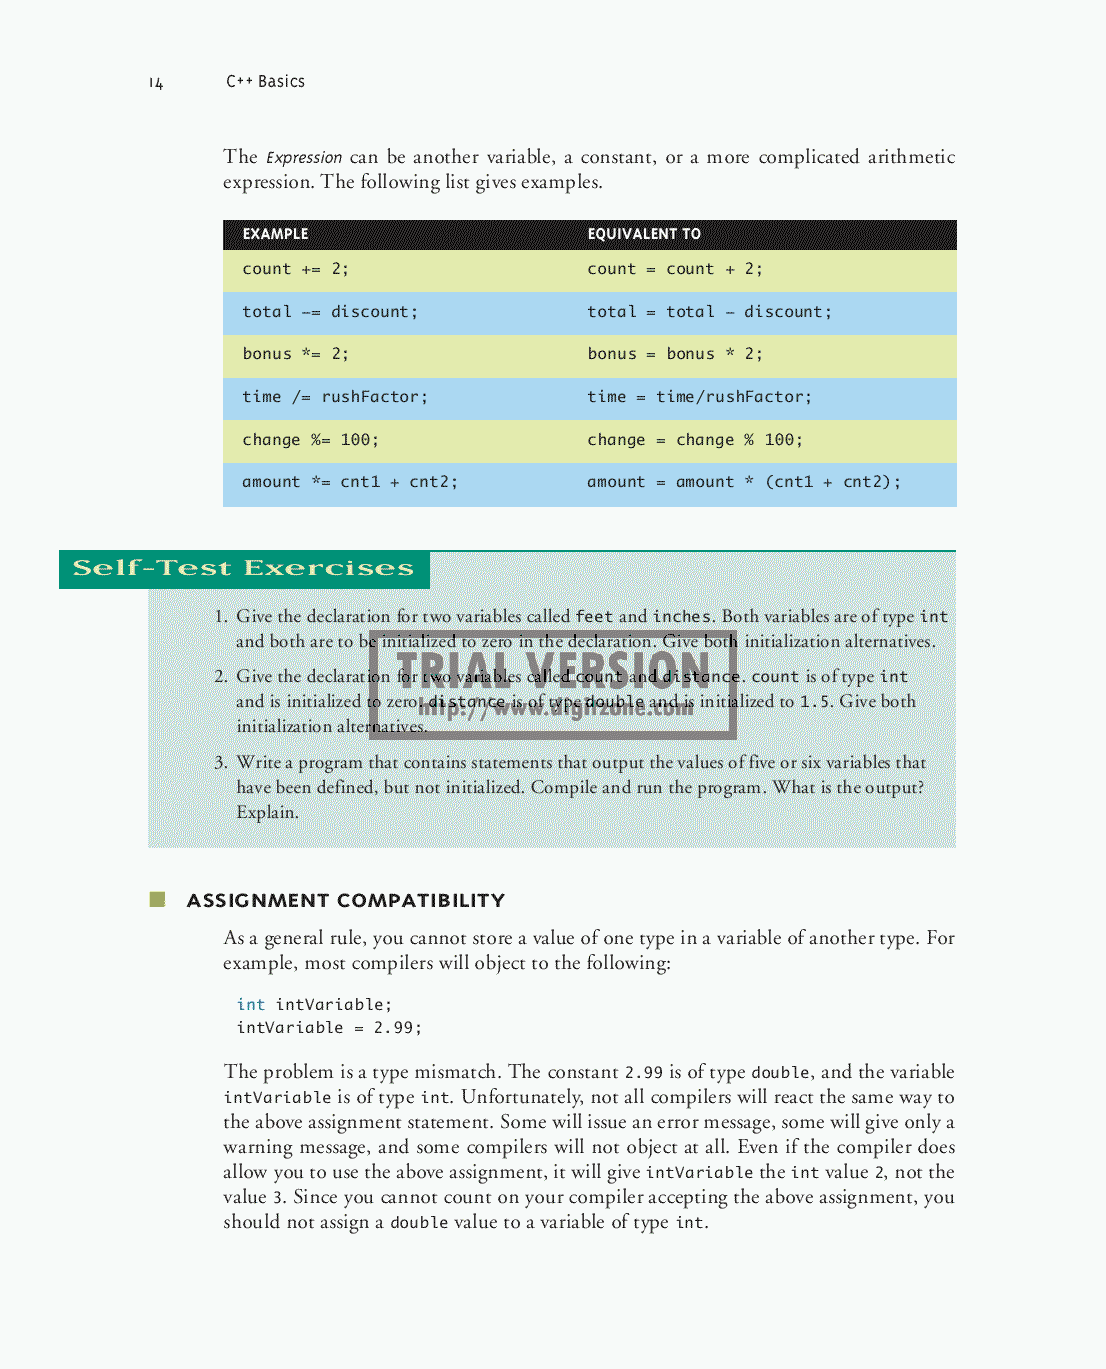 14 C++ Basics
The Expression can be another variable, a constant, or a more complicated arithmetic
expression. The following list gives examples.
EXAMPLE EQUIVALENT TO
count += 2; count = count + 2;
total -= discount; total = total - discount;
bonus *= 2; bonus = bonus * 2;
time /= rushFactor; time = time/rushFactor;
change %= 100; change = change % 100;
amount *= cnt1 + cnt2; amount = amount * (cnt1 + cnt2);
Self-Test Exercises
1. Give the declaration for two variables called feet and inches. Both variables are of type int
and both are to be initialized to zero in the declaration. Give both initialization alternatives.
2. Give the declaration for two variables called count and distance. count is of type int
and is initialized to zero. distance is of type double and is initialized to 1.5. Give both
initialization alternatives.
TRIAL VERSION
http://www.digitzone.com
3. Write a program that contains statements that output the values of five or six variables that
have been defined, but not initialized. Compile and run the program. What is the output?
Explain.
ASSIGNMENT COMPATIBILITY
As a general rule, you cannot store a value of one type in a variable of another type. For
example, most compilers will object to the following:
int intVariable;
intVariable = 2.99;
The problem is a type mismatch. The constant 2.99 is of type double, and the variable
intVariable is of type int. Unfortunately, not all compilers will react the same way to
the above assignment statement. Some will issue an error message, some will give only a
warning message, and some compilers will not object at all. Even if the compiler does
allow you to use the above assignment, it will give intVariable the int value 2, not the
value 3. Since you cannot count on your compiler accepting the above assignment, you
should not assign a double value to a variable of type int.